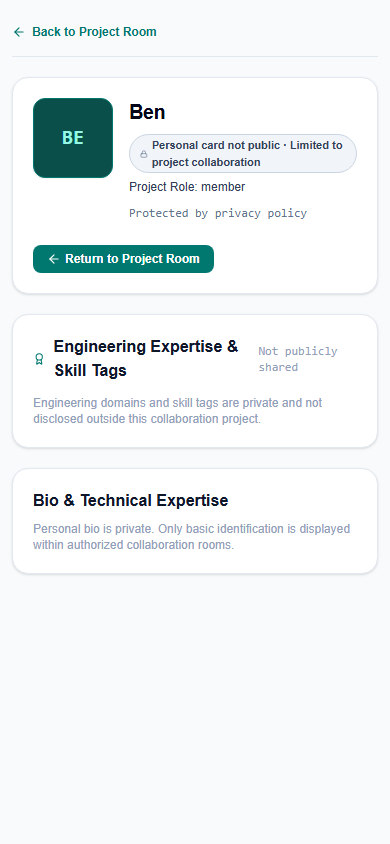 Back to Project Room
BE
Ben
Personal card not public · Limited to
project collaboration
Project Role: member
Protected by privacy policy
Return to Project Room
Engineering Expertise &
Skill Tags
Not publicly
shared
Engineering domains and skill tags are private and not
disclosed outside this collaboration project.
Bio & Technical Expertise
Personal bio is private. Only basic identification is displayed
within authorized collaboration rooms.